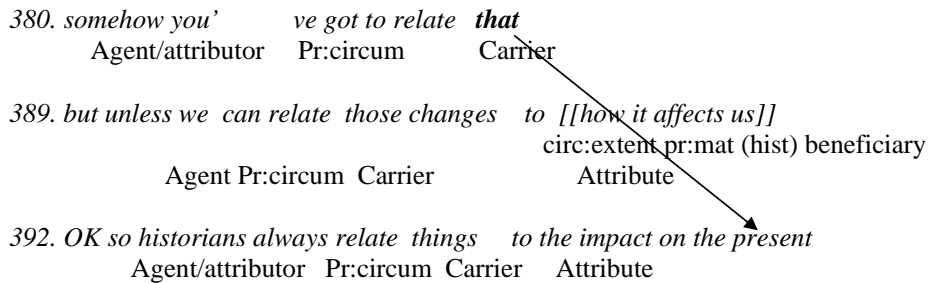 380. somehow you' ve got to relate that
Agent/attributor Pr:circum Carrier
389. but unless we can relate those changes to [[how it affects us]]
circ:extent pr:mat (hist) beneficiary
Agent Pr:circum Carrier Attribute
392. OK so historians always relate things to the impact on the present
Agent/attributor Pr:circum Carrier Attribute